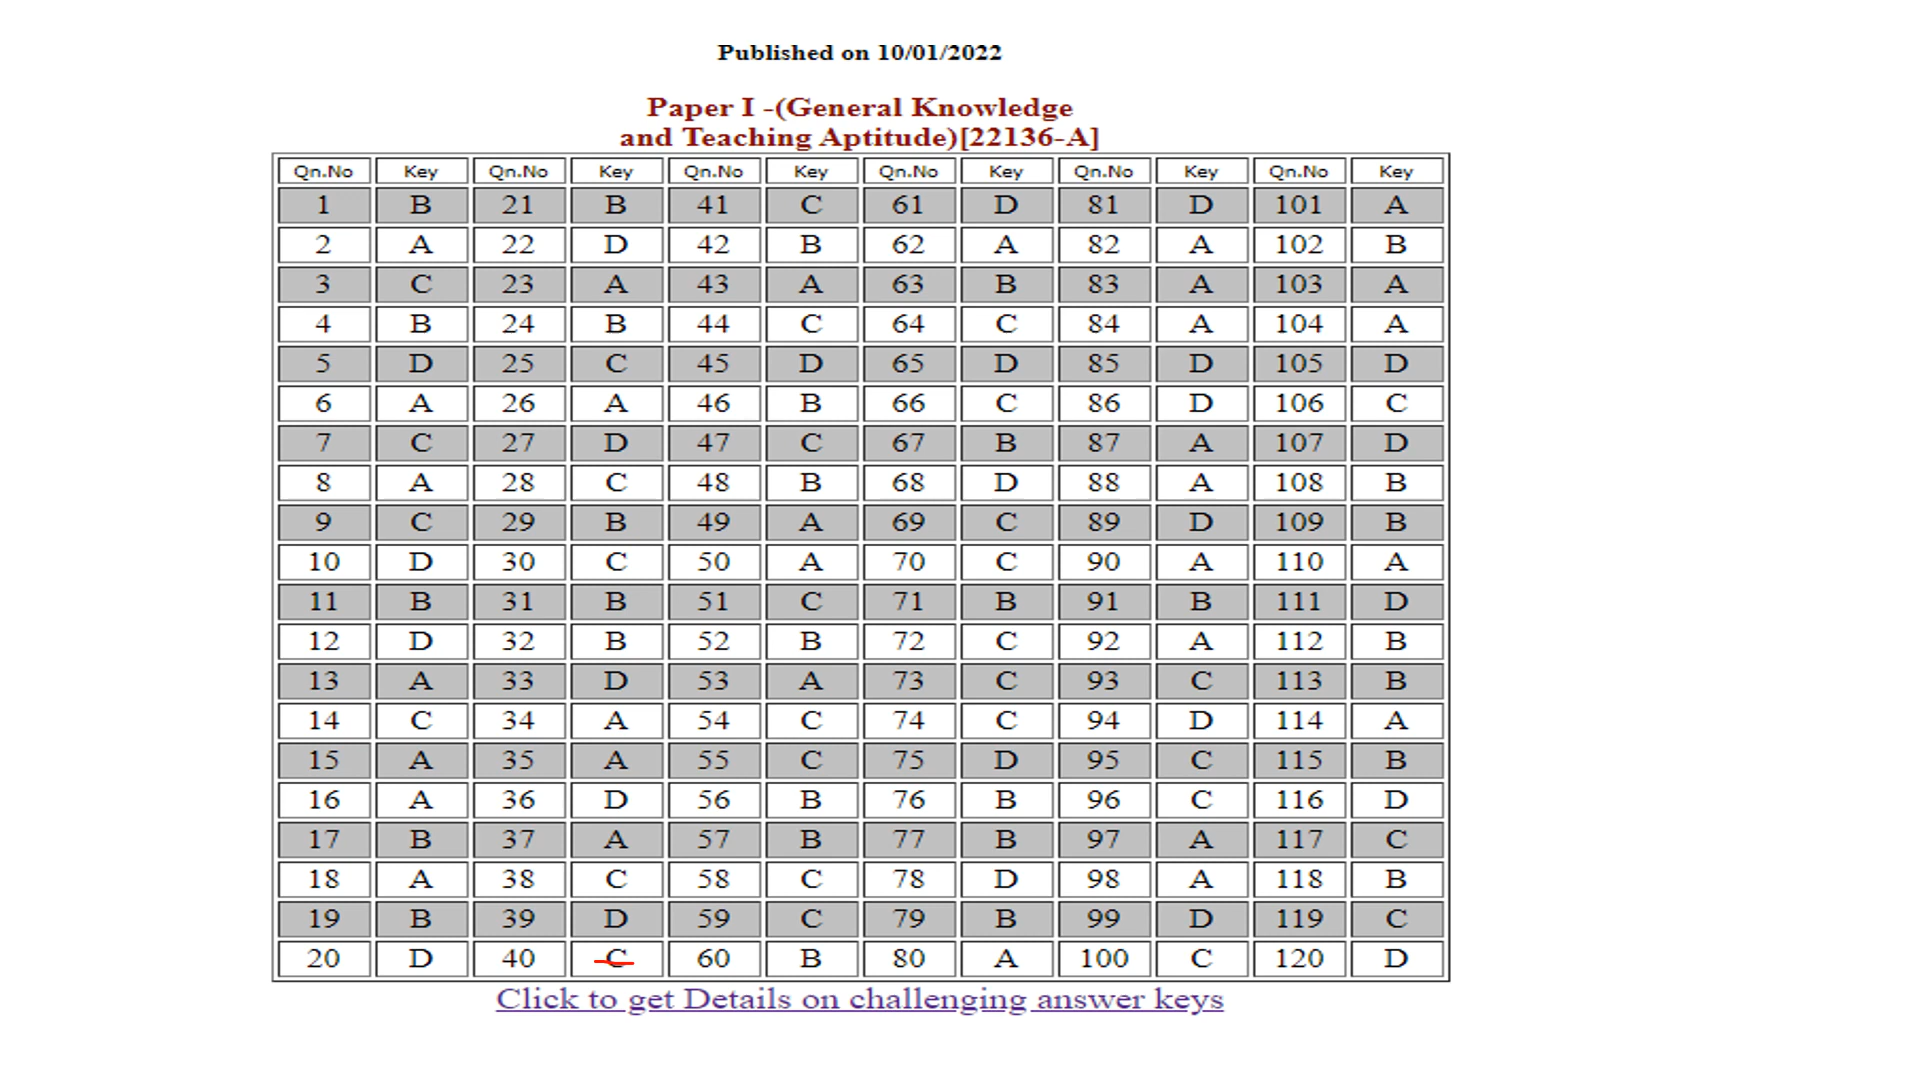 Published on 10/01/2022
Paper I -(General Knowledge
and Teaching Aptitude)[22136-A]
Qn.No Key Qn.No Key Qn.No Key Qn.No Key Qn.No Key Qn.No Key
1 B 21 B 41 C 61 D 81 D 101 A
2 A 22 D 42 B 62 A 82 A 102 B
3 C 23 A 43 A 63 B 83 A 103 A
4 B 24 B 44 C 64 C 84 A 104 A
5 D 25 C 45 D 65 D 85 D 105 D
6 A 26 A 46 B 66 C 86 D 106 C
7 C 27 D 47 C 67 B 87 A 107 D
8 A 28 C 48 B 68 D 88 A 108 B
9 C 29 B 49 A 69 C 89 D 109 B
10 D 30 C 50 A 70 C 90 A 110 A
11 B 31 B 51 C 71 B 91 B 111 D
12 D 32 B 52 B 72 C 92 A 112 B
13 A 33 D 53 A 73 C 93 C 113 B
14 C 34 A 54 C 74 C 94 D 114 A
15 A 35 A 55 C 75 D 95 C 115 B
16 A 36 D 56 B 76 B 96 C 116 D
17 B 37 A 57 B 77 B 97 A 117 C
18 A 38 C 58 C 78 D 98 A 118 B
19 B 39 D 59 C 79 B 99 D 119 C
20 D 40 C 60 B 80 A 100 C 120 D
Click to get Details on challenging answer keys